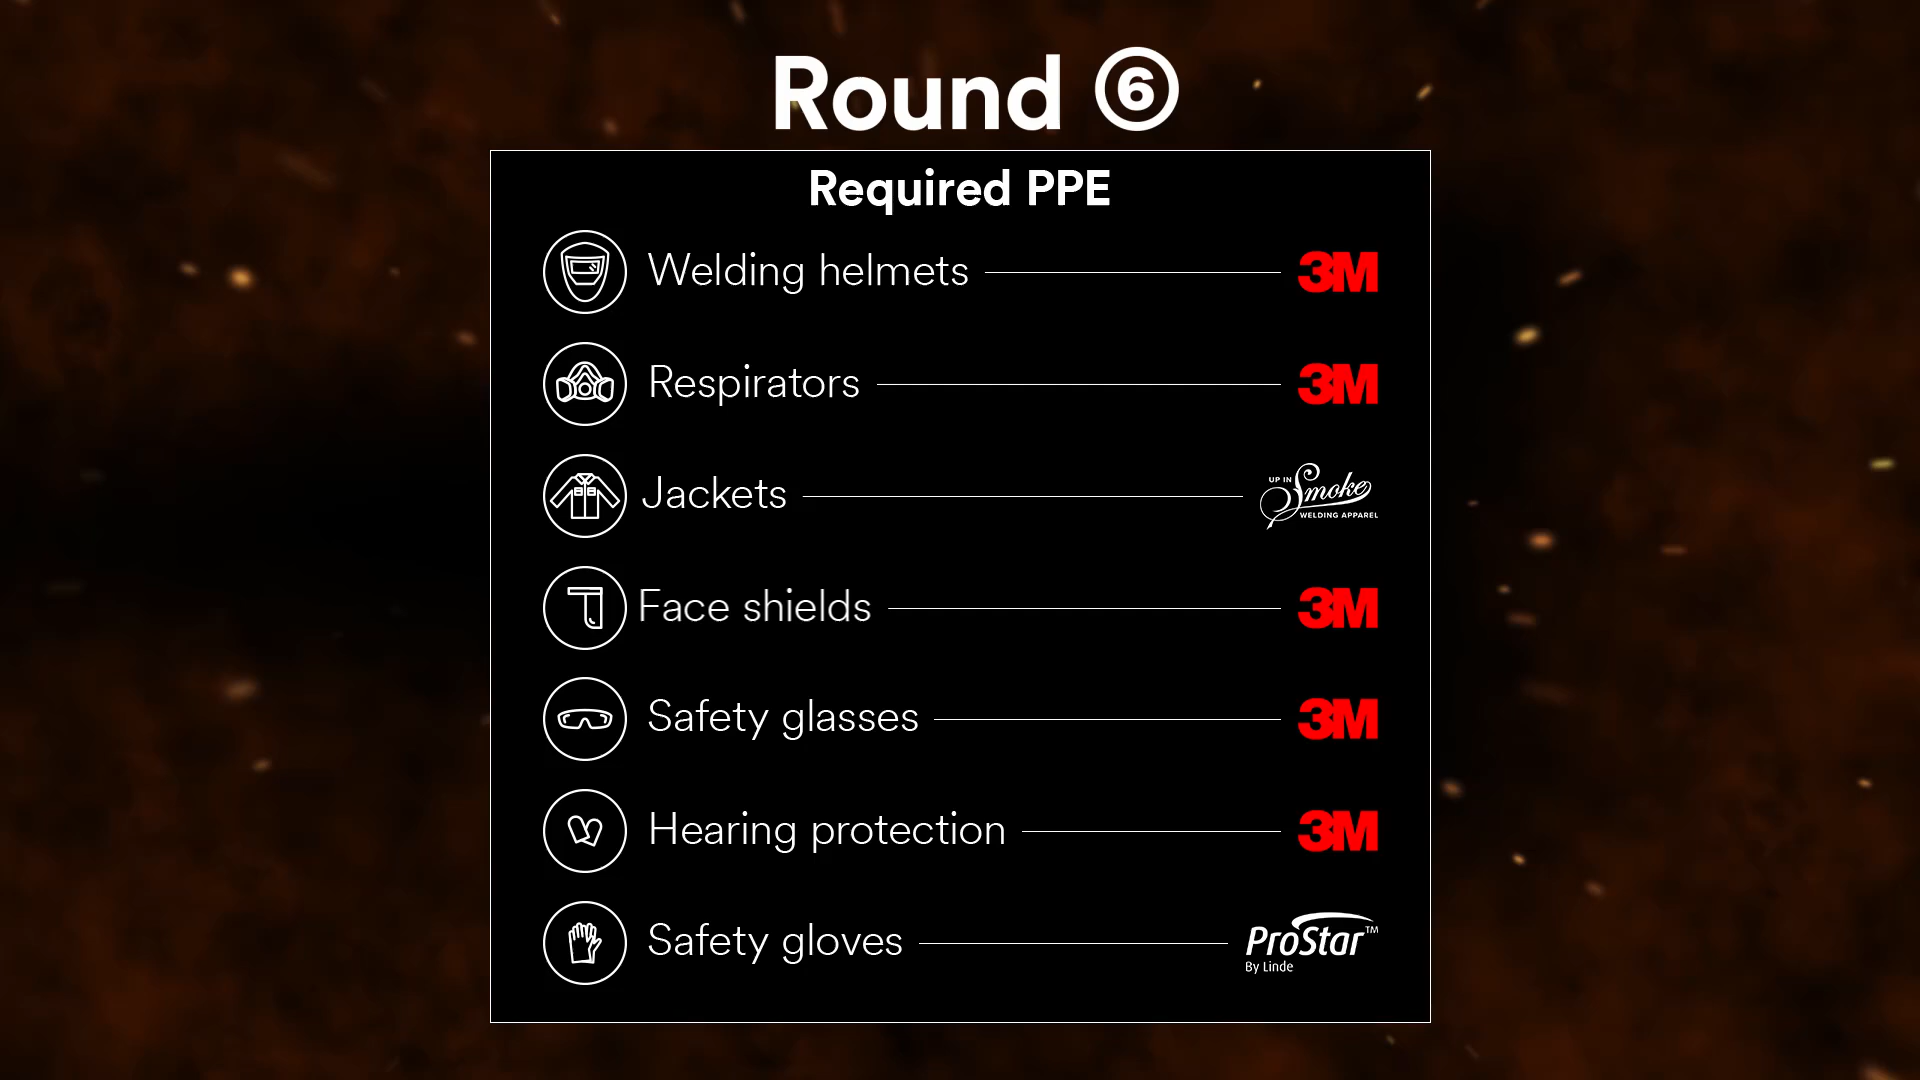 Round 6
Required PPE
Welding helmets 3M
Respirators 3M
Jackets UP IN Smoke WELDING APPAREL
Face shields 3M
Safety glasses 3M
Hearing protection 3M
Safety gloves ProStar™ By Linde